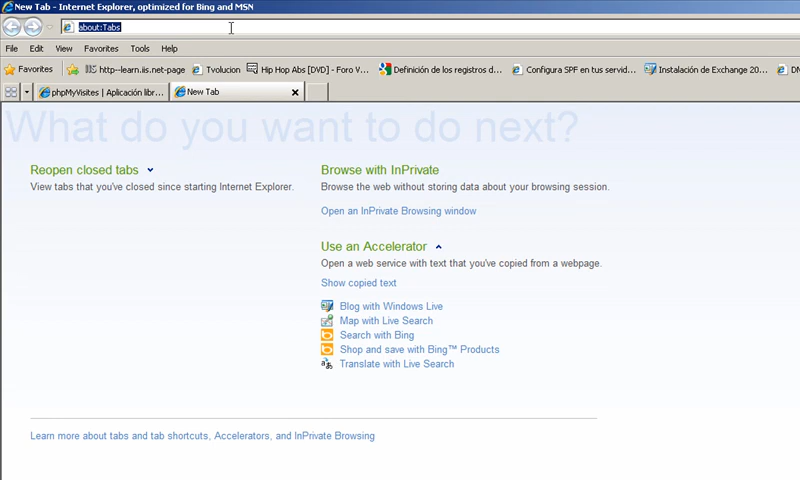 New Tab - Internet Explorer, optimized for Bing and MSN
about:Tabs
File Edit View Favorites Tools Help
Favorites IIS http--learn.iis.net-page Tvolucion Hip Hop Abs [DVD] - Foro V... Definición de los registros d... Configura SPF en tus servid... Instalación de Exchange 20... DN
phpMyVisites | Aplicación libr... New Tab
What do you want to do next?
Reopen closed tabs
View tabs that you've closed since starting Internet Explorer.
Browse with InPrivate
Browse the web without storing data about your browsing session.
Open an InPrivate Browsing window
Use an Accelerator
Open a web service with text that you've copied from a webpage.
Show copied text
Blog with Windows Live
Map with Live Search
Search with Bing
Shop and save with Bing™ Products
Translate with Live Search
Learn more about tabs and tab shortcuts, Accelerators, and InPrivate Browsing